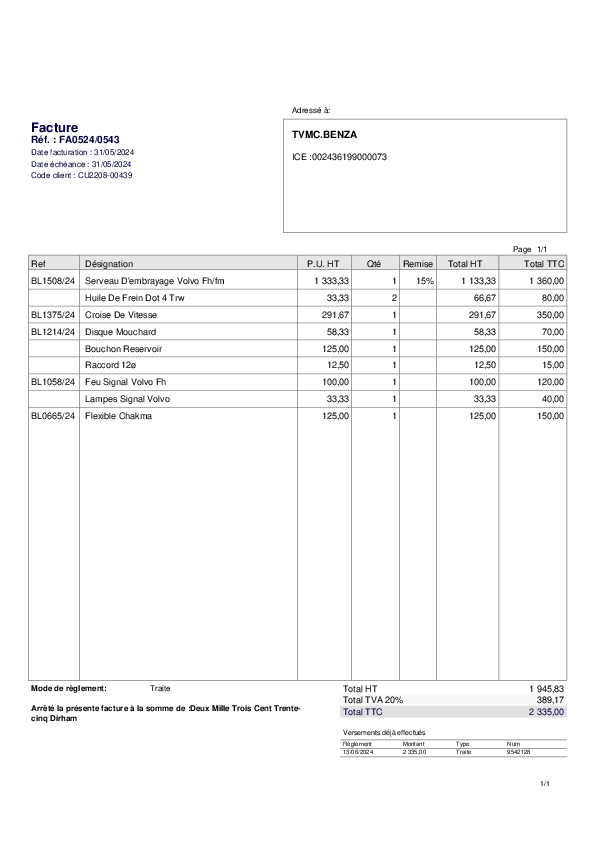 Adressé à:
Facture
Réf. : FA0524/0543
Date facturation : 31/05/2024
Date échéance : 31/05/2024
Code client : CU2208-00439
TVMC.BENZA
ICE :002436199000073
Page 1/1
Ref Désignation P.U. HT Qté Remise Total HT Total TTC
BL1508/24 Serveau D'embrayage Volvo Fh/fm 1 333,33 1 15% 1 133,33 1 360,00
Huile De Frein Dot 4 Trw 33,33 2 66,67 80,00
BL1375/24 Croise De Vitesse 291,67 1 291,67 350,00
BL1214/24 Disque Mouchard 58,33 1 58,33 70,00
Bouchon Reservoir 125,00 1 125,00 150,00
Raccord 12ø 12,50 1 12,50 15,00
BL1058/24 Feu Signal Volvo Fh 100,00 1 100,00 120,00
Lampes Signal Volvo 33,33 1 33,33 40,00
BL0665/24 Flexible Chakma 125,00 1 125,00 150,00
Mode de règlement: Traite
Arrêté la présente facture à la somme de :Deux Mille Trois Cent Trente-
cinq Dirham
Total HT 1 945,83
Total TVA 20% 389,17
Total TTC 2 335,00
Versements déjà effectués
Règlement Montant Type Num
13/06/2024 2 335,00 Traite 9542128
1/1